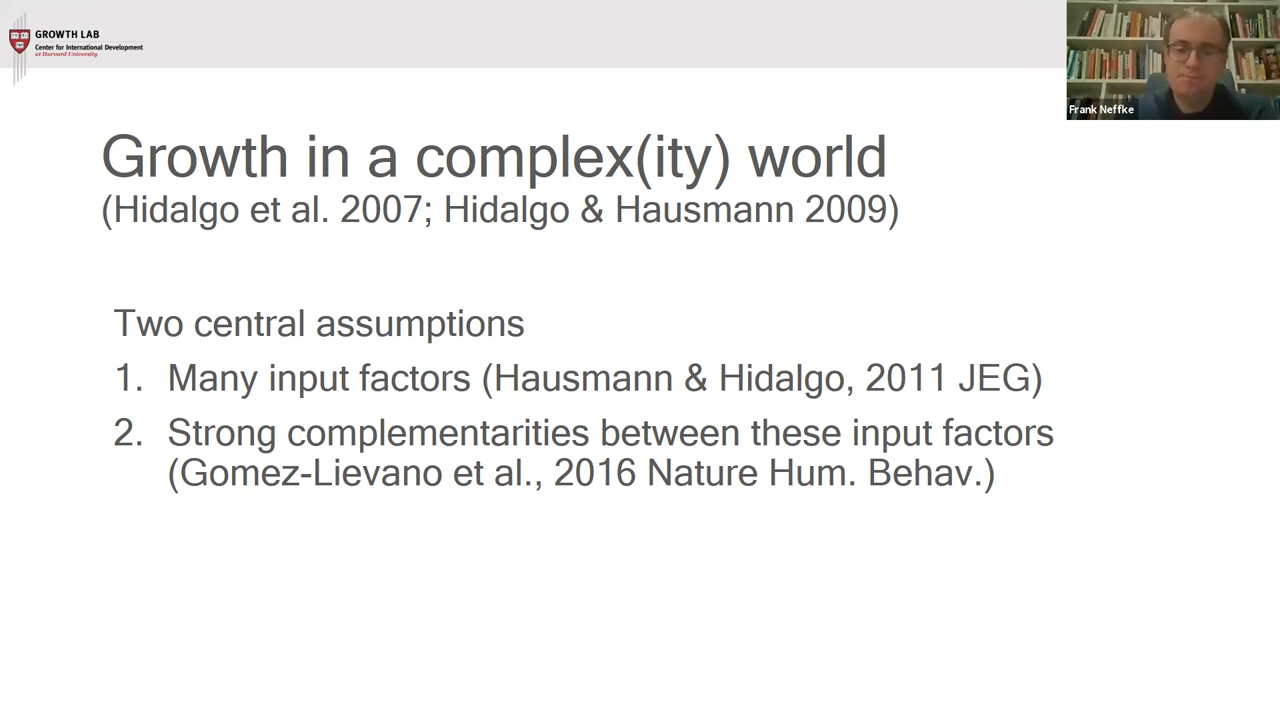 GROWTH LAB
Center for International Development
at Harvard University
Frank Neffke
Growth in a complex(ity) world
(Hidalgo et al. 2007; Hidalgo & Hausmann 2009)
Two central assumptions
1. Many input factors (Hausmann & Hidalgo, 2011 JEG)
2. Strong complementarities between these input factors
(Gomez-Lievano et al., 2016 Nature Hum. Behav.)